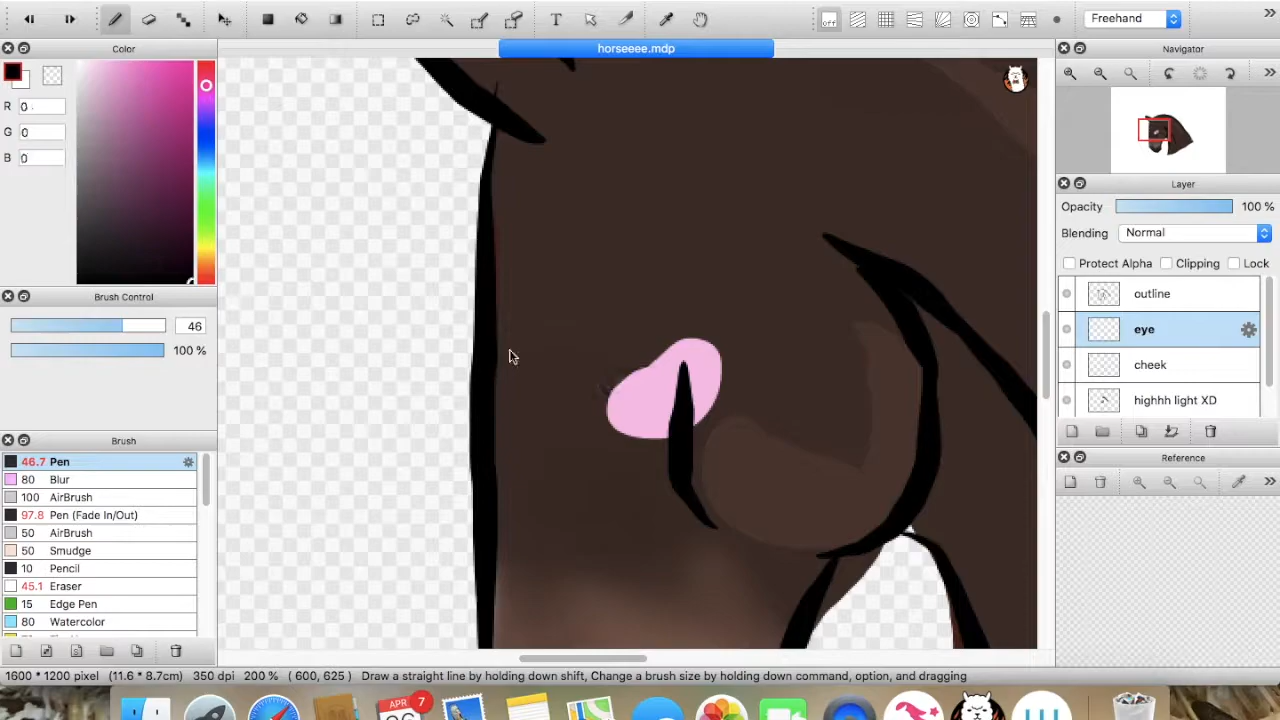 Freehand
horseeee.mdp
Color
Navigator
R 0
G 0
B 0
Layer
Opacity 100 %
Blending Normal
Protect Alpha Clipping Lock
outline
eye
cheek
highhh light XD
Brush Control
46
100 %
Brush
46.7 Pen
80 Blur
100 AirBrush
97.8 Pen (Fade In/Out)
50 AirBrush
50 Smudge
10 Pencil
45.1 Eraser
15 Edge Pen
80 Watercolor
Reference
off
T
1600 * 1200 pixel (11.6 * 8.7cm) 350 dpi 200 % ( 600, 625 ) Draw a straight line by holding down shift, Change a brush size by holding down command, option, and dragging
APR
7